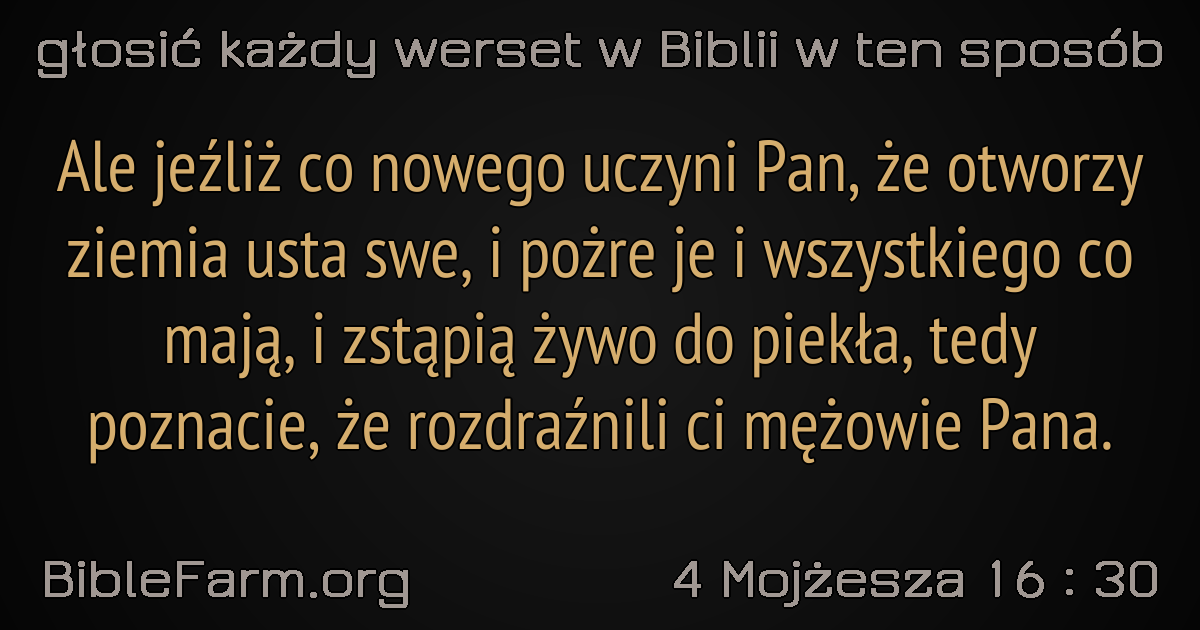 głosić każdy werset w Biblii w ten sposób
Ale jeźliż co nowego uczyni Pan, że otworzy
ziemia usta swe, i pożre je i wszystkiego co
mają, i zstąpią żywo do piekła, tedy
poznacie, że rozdraźnili ci mężowie Pana.
BibleFarm.org
4 Mojżesza 16 : 30